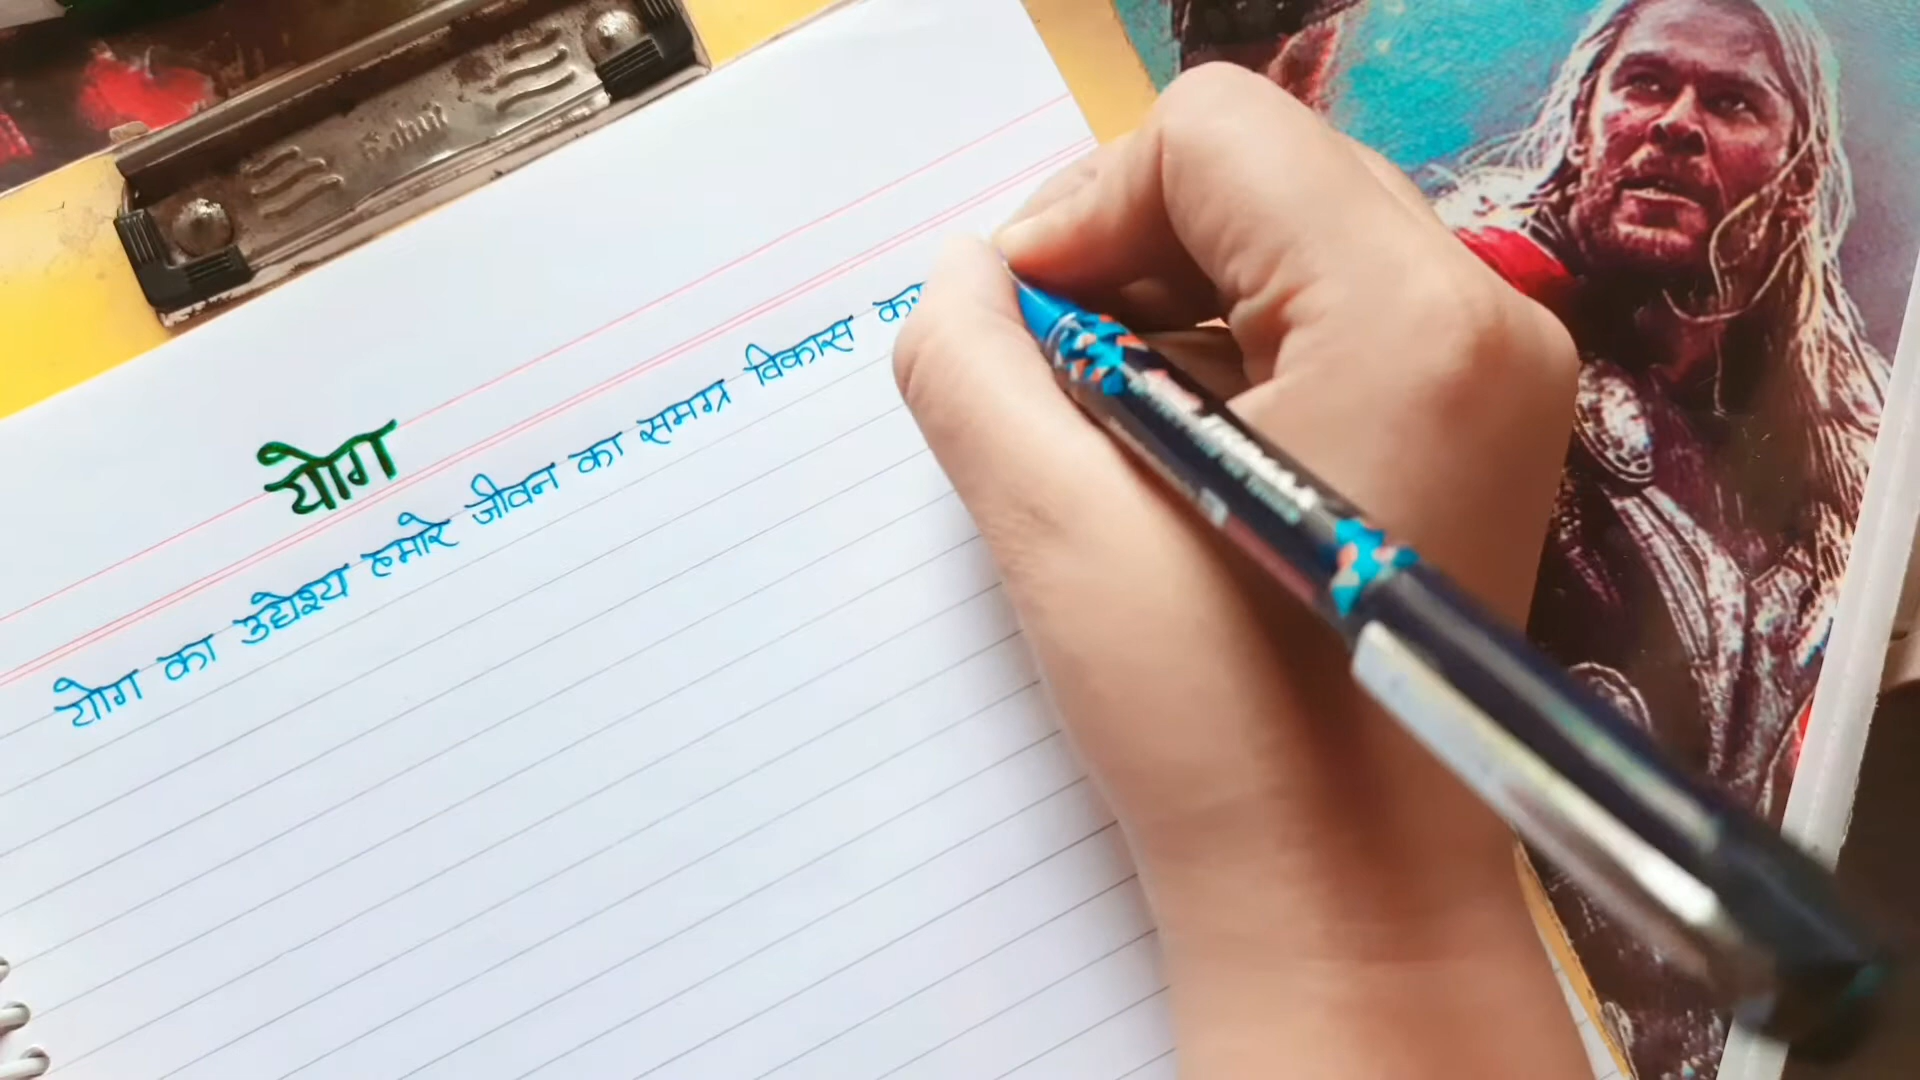 योग
योग का उद्येश्य हमारे जीवन का समग्र विकास